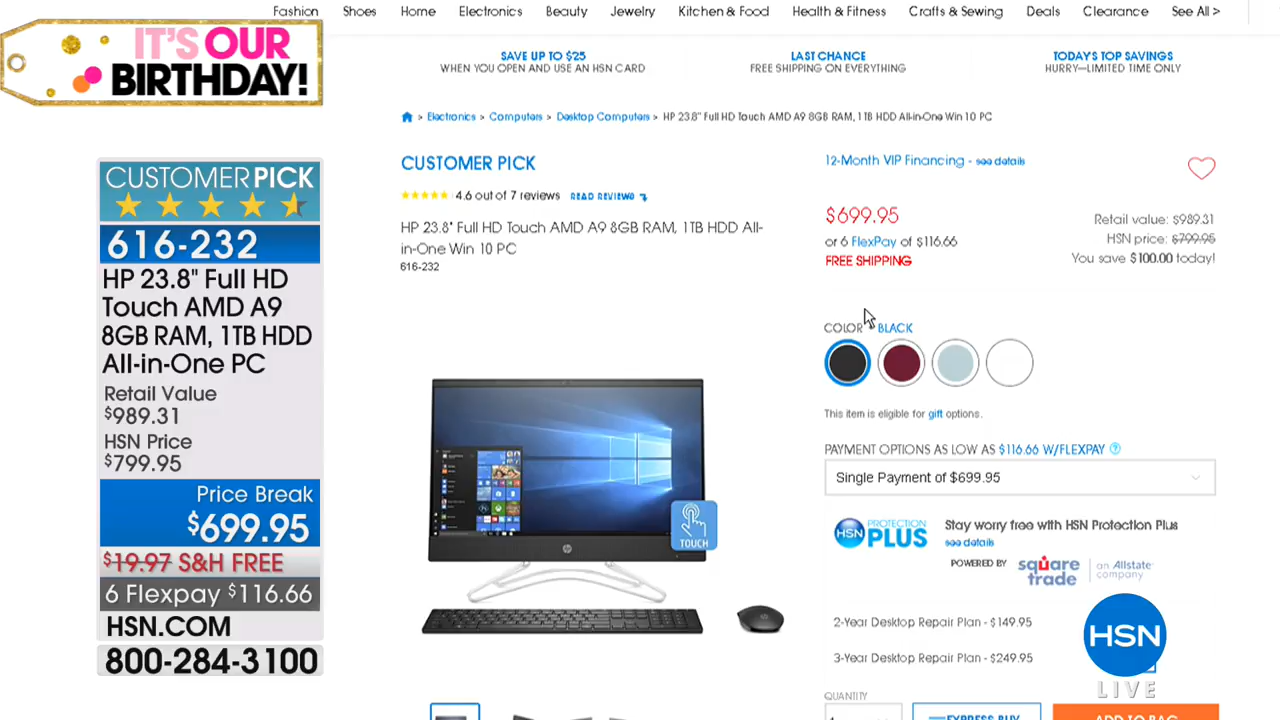 Fashion Shoes Home Electronics Beauty Jewelry Kitchen & Food Health & Fitness Crafts & Sewing Deals Clearance See All >
IT'S OUR
BIRTHDAY!
SAVE UP TO $25
WHEN YOU OPEN AND USE AN HSN CARD
LAST CHANCE
FREE SHIPPING ON EVERYTHING
TODAY'S TOP SAVINGS
HURRY—LIMITED TIME ONLY
> Electronics > Computers > Desktop Computers > HP 23.8" Full HD Touch AMD A9 8GB RAM, 1TB HDD All-in-One Win 10 PC
CUSTOMER PICK
616-232
HP 23.8" Full HD
Touch AMD A9
8GB RAM, 1TB HDD
All-in-One PC
Retail Value
$989.31
HSN Price
$799.95
Price Break
$699.95
$19.97 S&H FREE
6 Flexpay $116.66
HSN.COM
800-284-3100
CUSTOMER PICK
4.6 out of 7 reviews READ REVIEWS
HP 23.8" Full HD Touch AMD A9 8GB RAM, 1TB HDD All-
in-One Win 10 PC
616-232
TOUCH
12-Month VIP Financing - see details
$699.95
or 6 FlexPay of $116.66
FREE SHIPPING
Retail value: $989.31
HSN price: $799.95
You save $100.00 today!
COLOR BLACK
This item is eligible for gift options.
PAYMENT OPTIONS AS LOW AS $116.66 W/FLEXPAY ?
Single Payment of $699.95
HSN PROTECTION
PLUS
Stay worry free with HSN Protection Plus
see details
POWERED BY
square
trade
an Allstate
company
2-Year Desktop Repair Plan - $149.95
3-Year Desktop Repair Plan - $249.95
HSN
LIVE
QUANTITY
EXPRESS BUY
ADD TO BAG